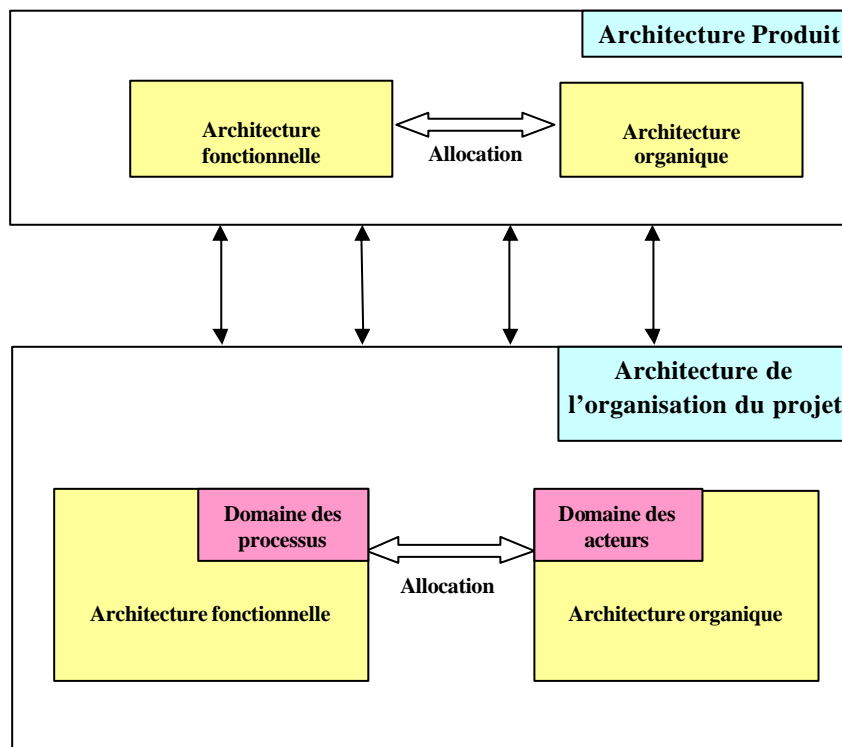 Architecture Produit
Architecture
fonctionnelle
Allocation
Architecture
organique
Architecture de
l’organisation du projet
Domaine des
processus
Domaine des
acteurs
Allocation
Architecture fonctionnelle
Architecture organique